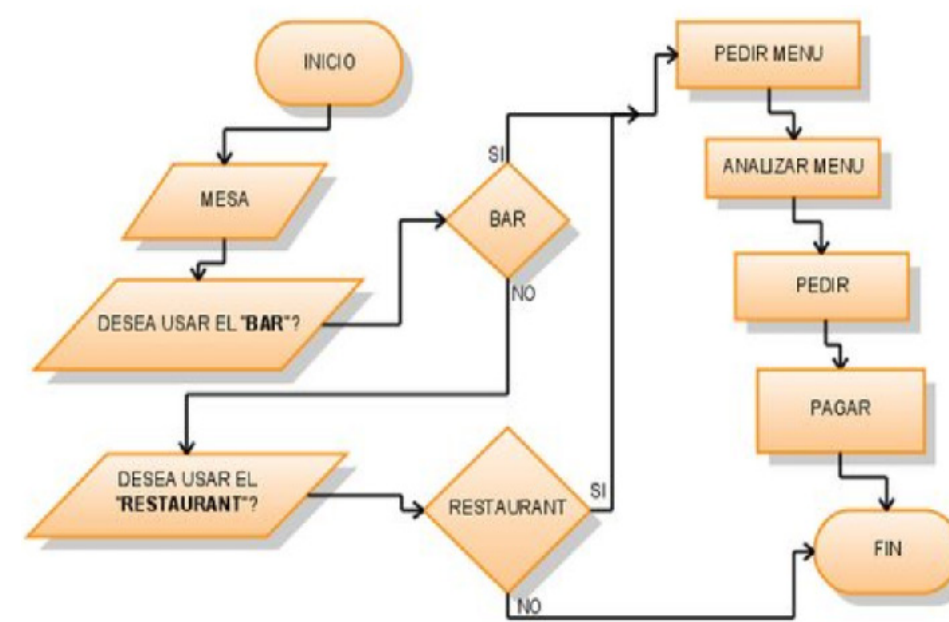 INICIO
MESA
DESEA USAR EL "BAR"?
BAR
SI
NO
DESEA USAR EL
"RESTAURANT"?
RESTAURANT
SI
NO
PEDIR MENU
ANALIZAR MENU
PEDIR
PAGAR
FIN